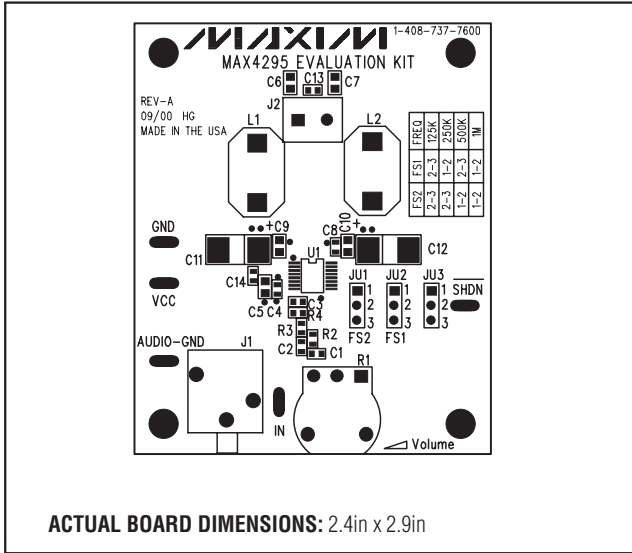 MAXIM
1-408-737-7600
MAX4295 EVALUATION KIT
C6 C13 C7
J2
REV-A
09/00 HG
MADE IN THE USA
L1
L2
FREQ 125K 250K 500K 1M
FS1 2-3 1-2 2-3 1-2
FS2 2-3 2-3 1-2 1-2
GND
+
C9
C8
C10
+
C11
U1
C12
C14
VCC
C5
C4
C3
R4
JU1 JU2 JU3
SHDN
1 1 1
2 2 2
3 3 3
FS2 FS1
R3
R2
C2
C1
AUDIO-GND
J1
R1
IN
Volume
ACTUAL BOARD DIMENSIONS: 2.4in x 2.9in